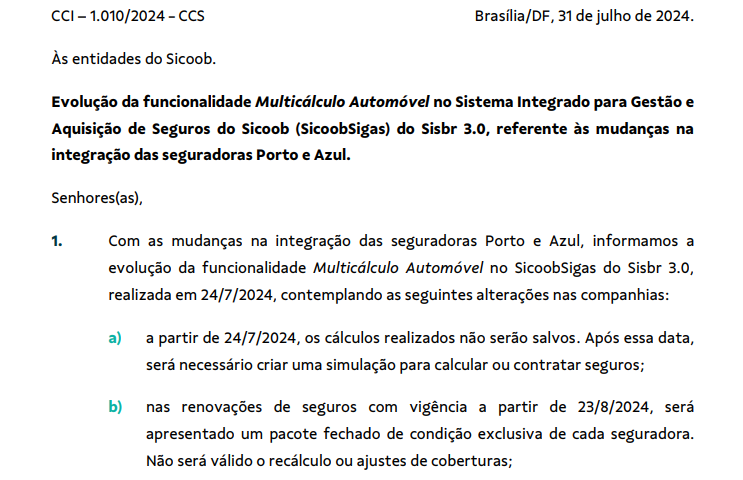 CCI – 1.010/2024 – CCS
Brasília/DF, 31 de julho de 2024.
Às entidades do Sicoob.
Evolução da funcionalidade Multicálculo Automóvel no Sistema Integrado para Gestão e
Aquisição de Seguros do Sicoob (SicoobSigas) do Sisbr 3.0, referente às mudanças na
integração das seguradoras Porto e Azul.
Senhores(as),
1. Com as mudanças na integração das seguradoras Porto e Azul, informamos a
evolução da funcionalidade Multicálculo Automóvel no SicoobSigas do Sisbr 3.0,
realizada em 24/7/2024, contemplando as seguintes alterações nas companhias:
a) a partir de 24/7/2024, os cálculos realizados não serão salvos. Após essa data,
será necessário criar uma simulação para calcular ou contratar seguros;
b) nas renovações de seguros com vigência a partir de 23/8/2024, será
apresentado um pacote fechado de condição exclusiva de cada seguradora.
Não será válido o recálculo ou ajustes de coberturas;